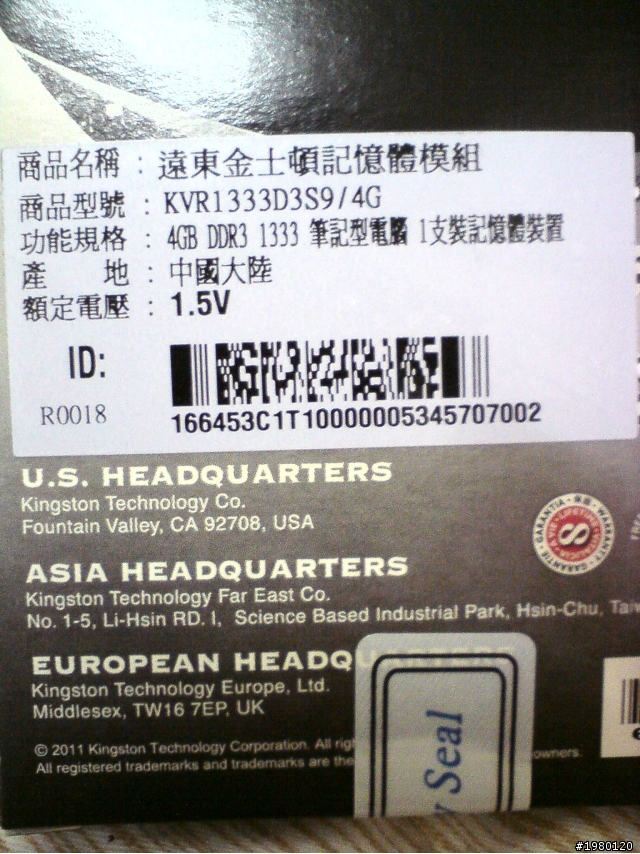 商品名稱：遠東金士頓記憶體模組
商品型號：KVR1333D3S9/4G
功能規格：4GB DDR3 1333 筆記型電腦 1支裝記憶體裝置
產　　地：中國大陸
額定電壓：1.5V
ID:
R0018
166453C1T10000005345707002
U.S. HEADQUARTERS
Kingston Technology Co.
Fountain Valley, CA 92708, USA
GARANTIA · WARRANTY
ASIA HEADQUARTERS
Kingston Technology Far East Co.
No. 1-5, Li-Hsin RD. I, Science Based Industrial Park, Hsin-Chu,
EUROPEAN HEADQUARTERS
Kingston Technology Europe, Ltd.
Middlesex, TW16 7EP, UK
© 2011 Kingston Technology Corporation. All
All registered trademarks and trademarks are the owners.
Seal
#1980120